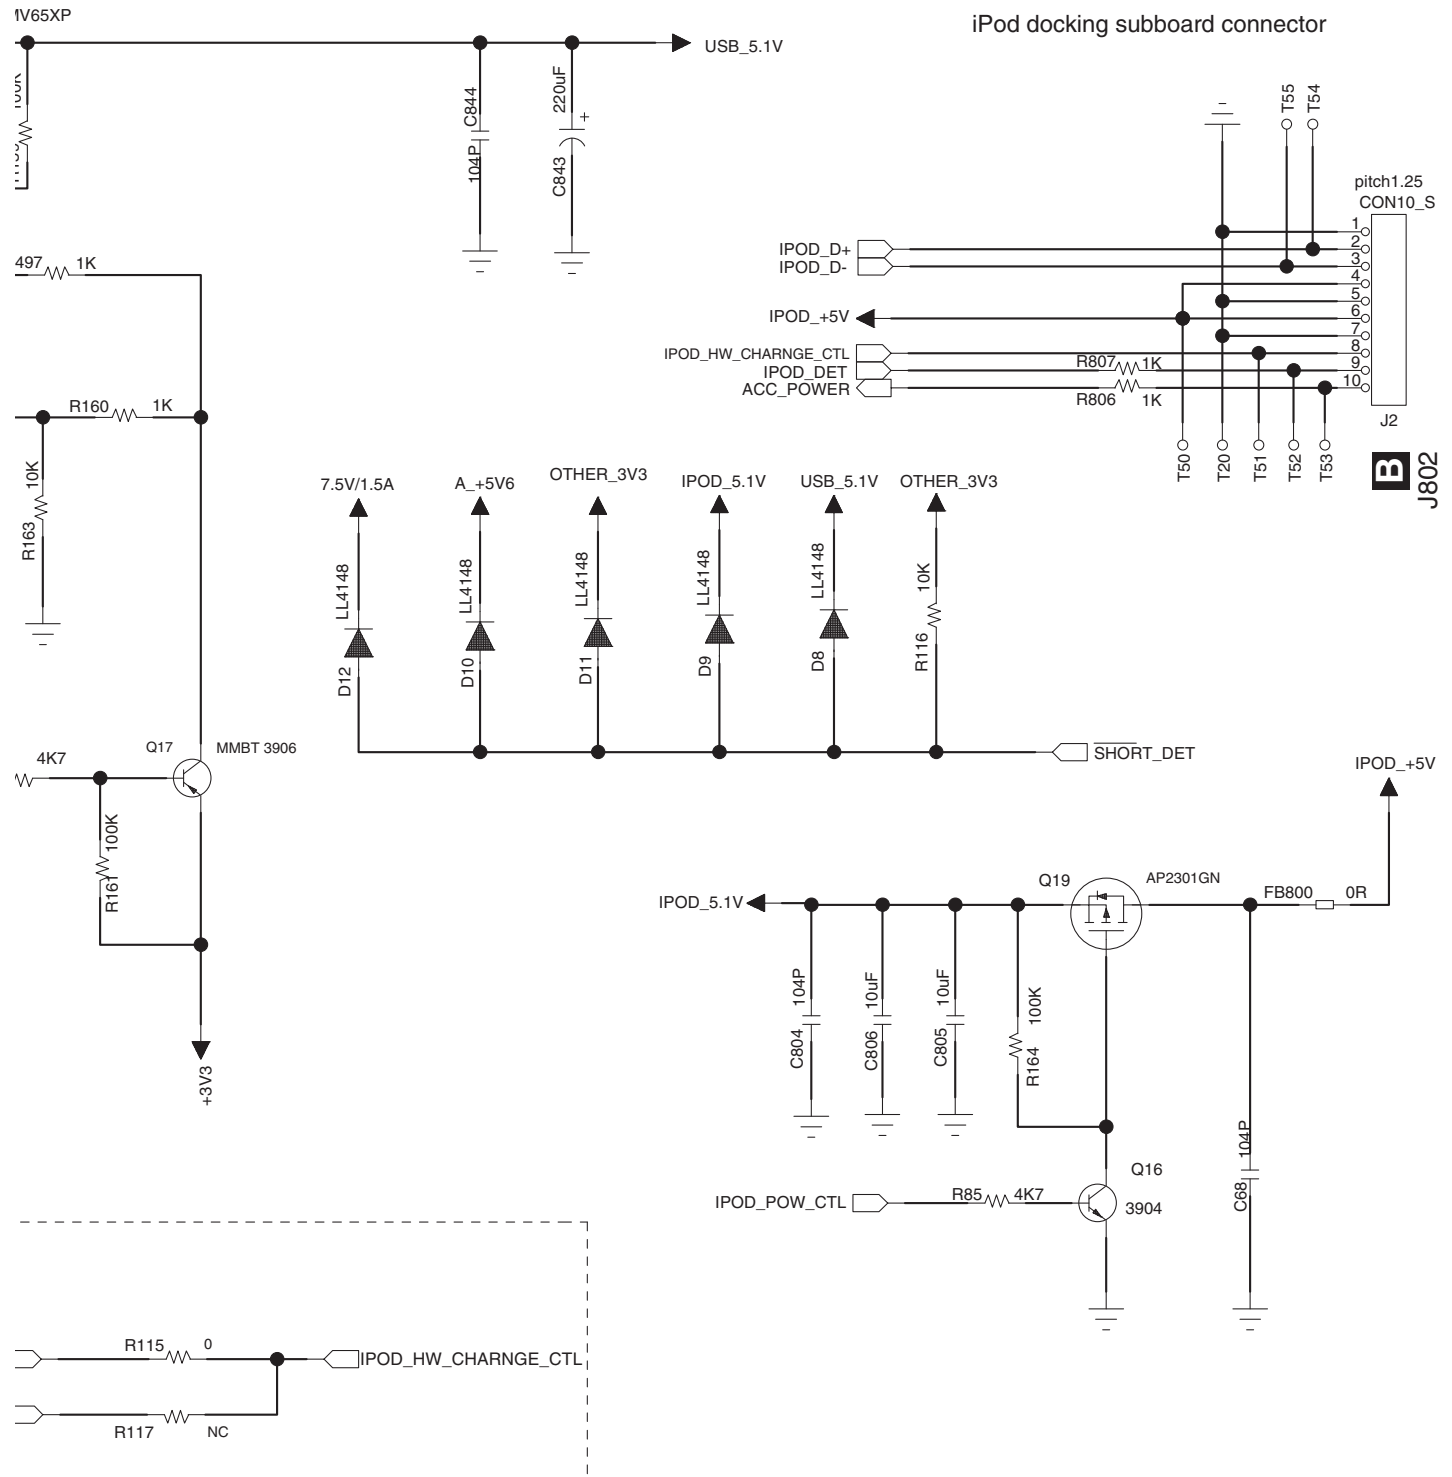 iPod docking subboard connector
USB_5.1V
C844
104P
220uF
+
C843
T55
T54
pitch1.25
CON10_S
IPOD_D+
IPOD_D-
IPOD_+5V
IPOD_HW_CHARNGE_CTL
IPOD_DET
ACC_POWER
R807 1K
R806 1K
1
2
3
4
5
6
7
8
9
10
J2
T50
T20
T51
T52
T53
B
J802
497 1K
R160 1K
10K
R163
7.5V/1.5A
A_+5V6
OTHER_3V3
IPOD_5.1V
USB_5.1V
OTHER_3V3
LL4148
LL4148
LL4148
LL4148
LL4148
10K
D12
D10
D11
D9
D8
R116
SHORT_DET
4K7
Q17
MMBT 3906
100K
R161
+3V3
IPOD_+5V
Q19
AP2301GN
IPOD_5.1V
FB800 0R
104P
C804
10uF
C806
10uF
C805
100K
R164
104P
C68
Q16
3904
IPOD_POW_CTL
R85 4K7
R115 0
IPOD_HW_CHARNGE_CTL
R117 NC